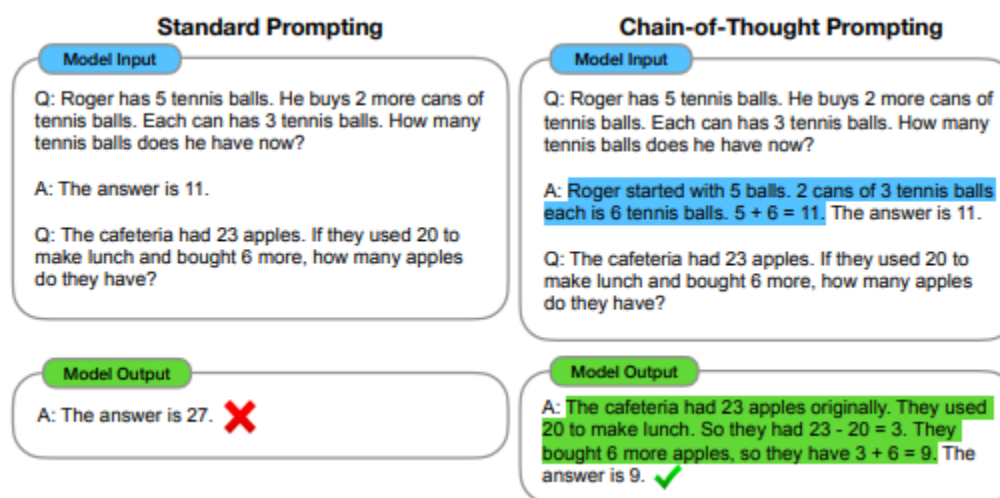 Standard Prompting
Model Input
Q: Roger has 5 tennis balls. He buys 2 more cans of
tennis balls. Each can has 3 tennis balls. How many
tennis balls does he have now?
A: The answer is 11.
Q: The cafeteria had 23 apples. If they used 20 to
make lunch and bought 6 more, how many apples
do they have?
Model Output
A: The answer is 27.
Chain-of-Thought Prompting
Model Input
Q: Roger has 5 tennis balls. He buys 2 more cans of
tennis balls. Each can has 3 tennis balls. How many
tennis balls does he have now?
A: Roger started with 5 balls. 2 cans of 3 tennis balls
each is 6 tennis balls. 5 + 6 = 11. The answer is 11.
Q: The cafeteria had 23 apples. If they used 20 to
make lunch and bought 6 more, how many apples
do they have?
Model Output
A: The cafeteria had 23 apples originally. They used
20 to make lunch. So they had 23 - 20 = 3. They
bought 6 more apples, so they have 3 + 6 = 9. The
answer is 9.